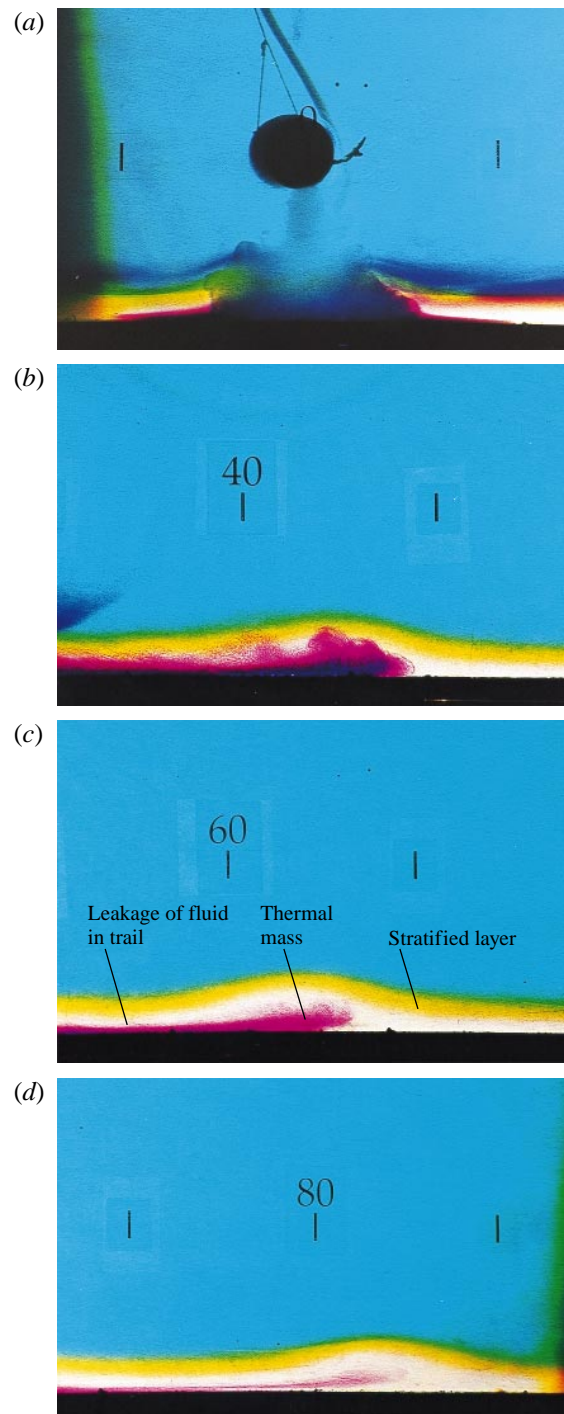 (a)
(b)
40
(c)
60
Leakage of fluid
in trail
Thermal
mass
Stratified layer
(d)
80